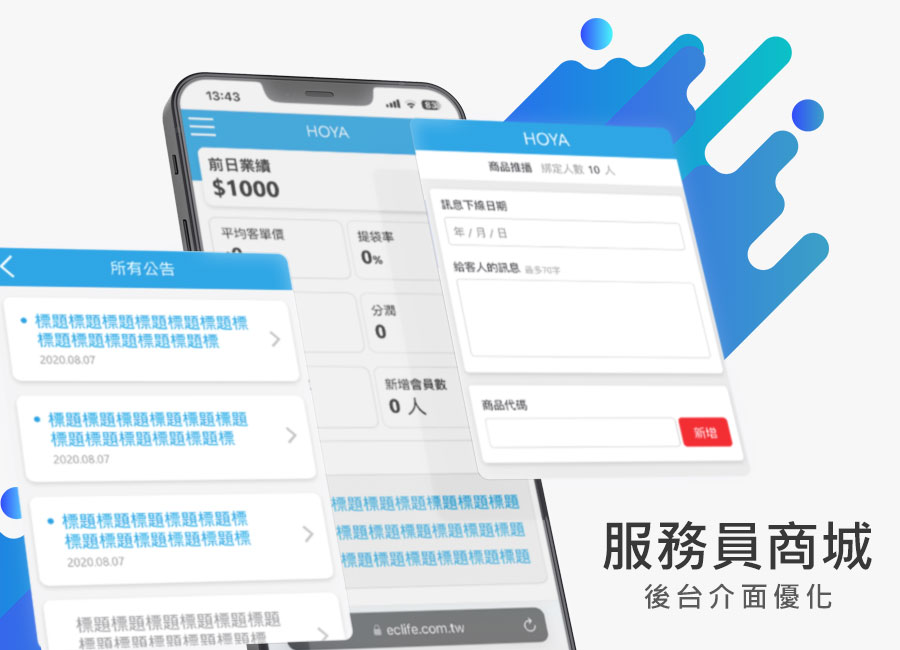 13:43
HOYA
前日業績
$1000
平均客單價
提袋率
0%
分潤
0
新增會員數
0 人
標題標題標題標題標題標題
標題標題標題標題標題標題
標題標題標題標題標題標題
eclife.com.tw
HOYA
商品推播 綁定人數 10 人
訊息下線日期
年 / 月 / 日
給客人的訊息 最多70字
商品代碼
新增
所有公告
標題標題標題標題標題標題標
標題標題標題標題標題標
2020.08.07
標題標題標題標題標題標題
標題標題標題標題標題標
2020.08.07
標題標題標題標題標題標
標題標題標題標題標題標
2020.08.07
標題標題標題標題標題標題
標題標題標題標題標題標
服務員商城
後台介面優化